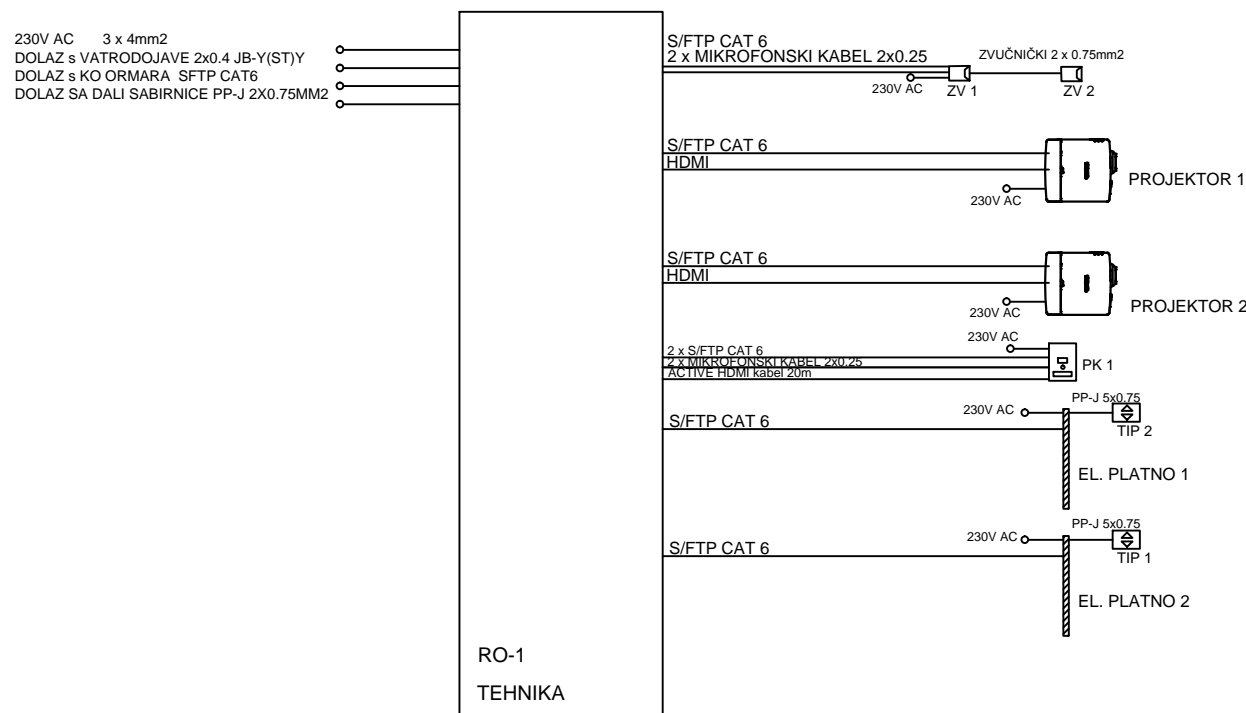 230V AC 3 x 4mm2
DOLAZ s VATRODOJAVE 2x0.4 JB-Y(ST)Y
DOLAZ s KO ORMARA SFTP CAT6
DOLAZ SA DALI SABIRNICE PP-J 2X0.75MM2
RO-1
TEHNIKA
S/FTP CAT 6
2 x MIKROFONSKI KABEL 2x0.25
ZVUČNIČKI 2 x 0.75mm2
230V AC
ZV 1
ZV 2
S/FTP CAT 6
HDMI
PROJEKTOR 1
230V AC
S/FTP CAT 6
HDMI
PROJEKTOR 2
230V AC
230V AC
2 x S/FTP CAT 6
2 x MIKROFONSKI KABEL 2x0.25
ACTIVE HDMI kabel 20m
PK 1
PP-J 5x0.75
230V AC
S/FTP CAT 6
TIP 2
EL. PLATNO 1
PP-J 5x0.75
230V AC
S/FTP CAT 6
TIP 1
EL. PLATNO 2